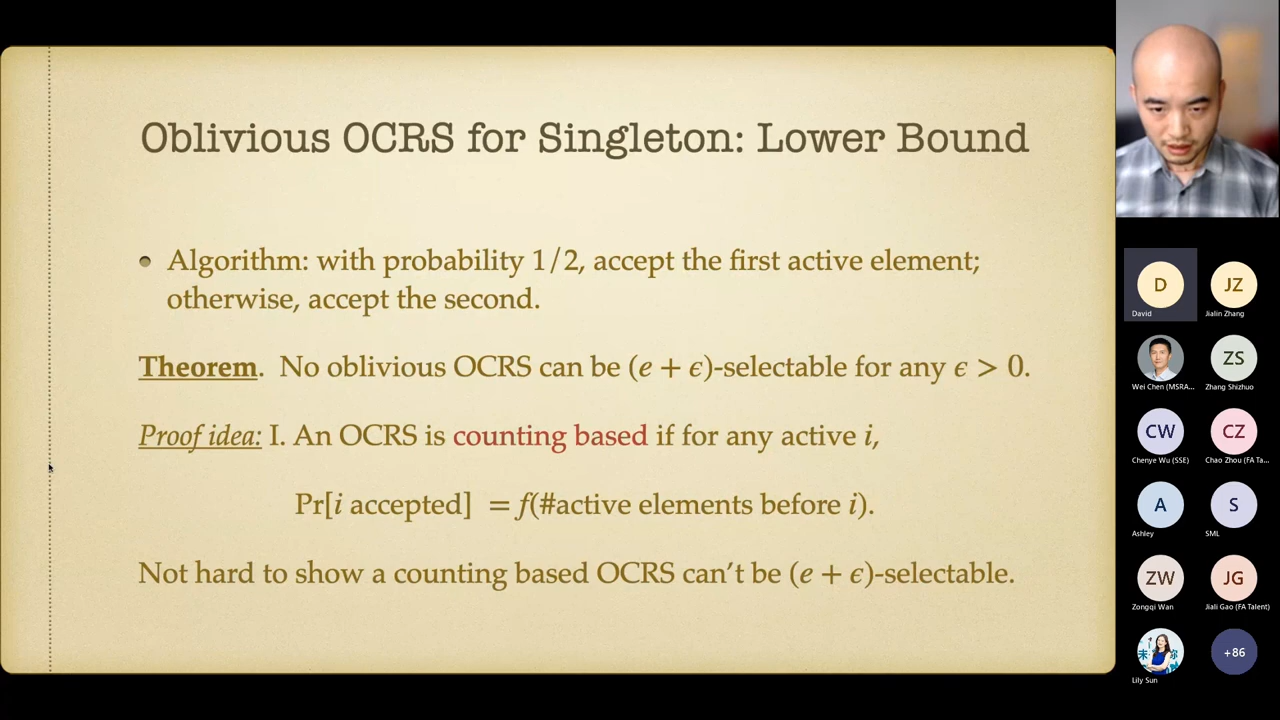 Oblivious OCRS for Singleton: Lower Bound
Algorithm: with probability 1/2, accept the first active element;
otherwise, accept the second.
Theorem. No oblivious OCRS can be (e + ϵ)-selectable for any ϵ > 0.
Proof idea: I. An OCRS is counting based if for any active i,
Pr[i accepted] = f(#active elements before i).
Not hard to show a counting based OCRS can't be (e + ϵ)-selectable.
D
David
JZ
Jialin Zhang
Wei Chen (MSRA...
ZS
Zhang Shizhuo
CW
Chenye Wu (SSE)
CZ
Chao Zhou (FA Ta...
A
Ashley
S
SML
ZW
Zongqi Wan
JG
Jiali Gao (FA Talent)
Lily Sun
+86